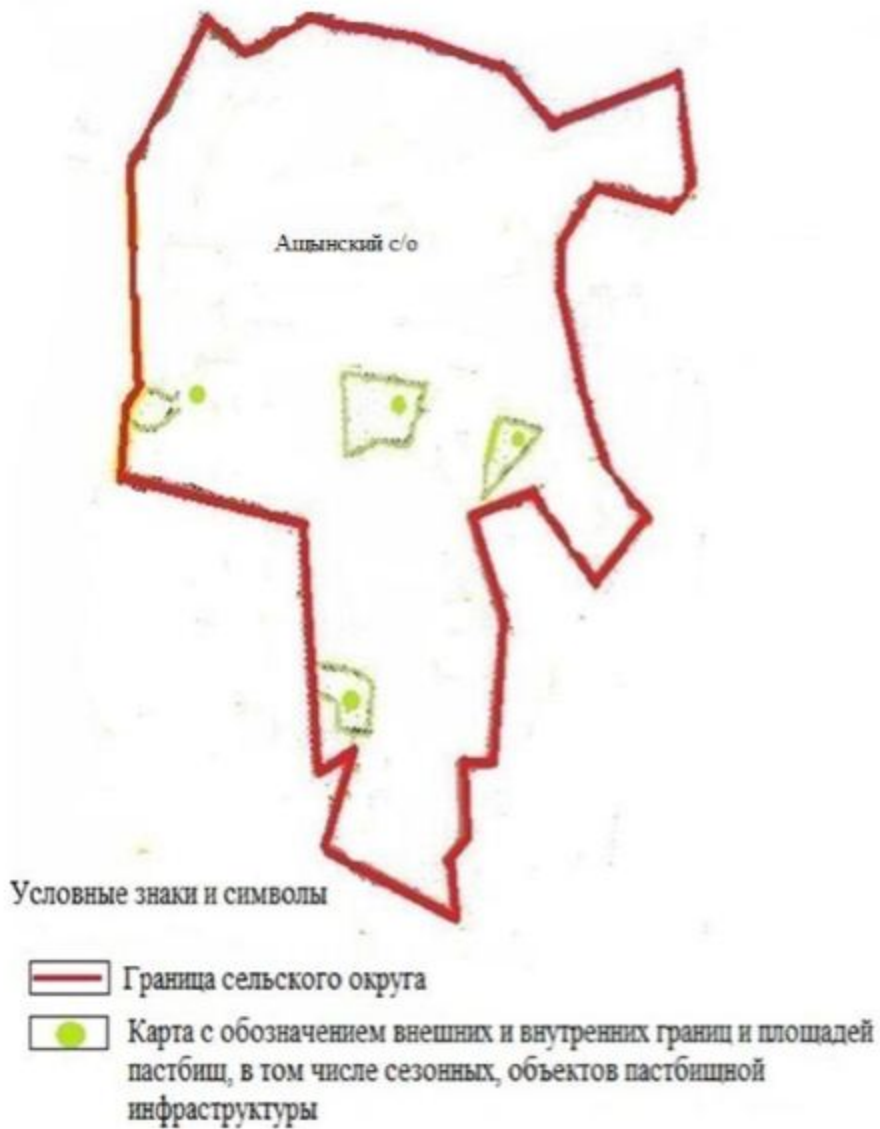 Ащынский с/о
Условные знаки и символы
Граница сельского округа
Карта с обозначением внешних и внутренних границ и площадей
пастбищ, в том числе сезонных, объектов пастбищной
инфраструктуры